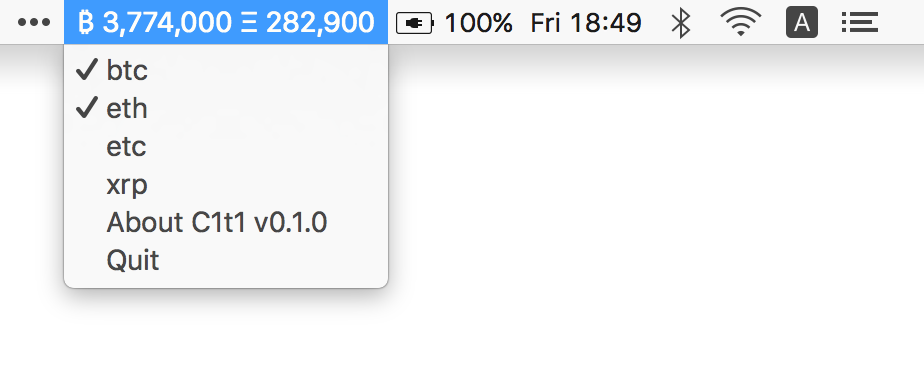 ••• ₿ 3,774,000 Ξ 282,900 100% Fri 18:49 A
✓ btc
✓ eth
etc
xrp
About C1t1 v0.1.0
Quit